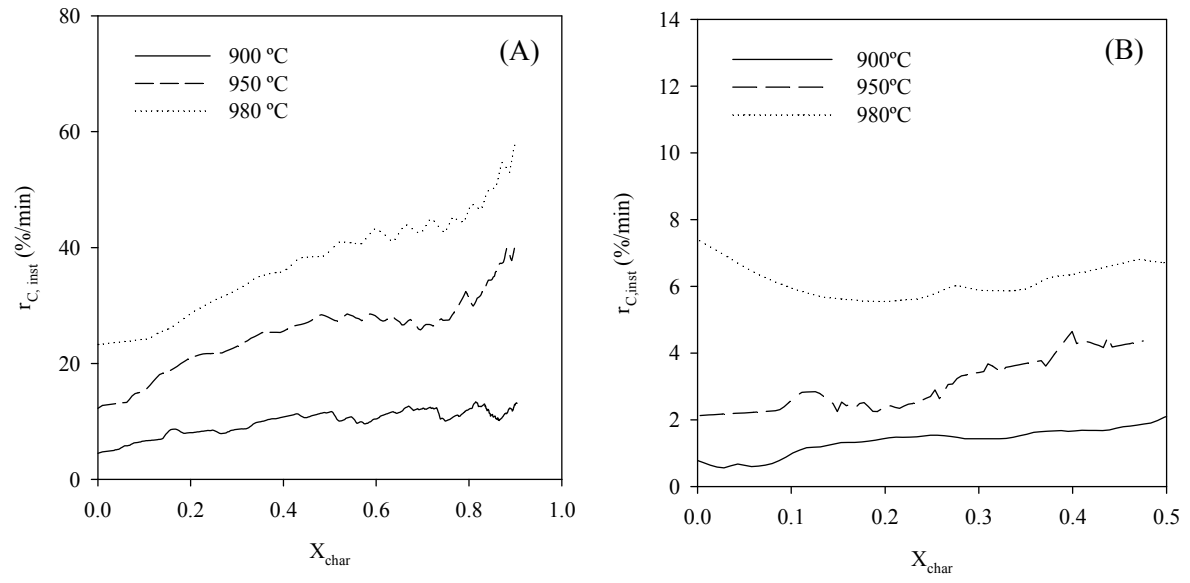 (A)
900 ºC
950 ºC
980 ºC
80
60
40
20
0
r_C, inst (%/min)
0.0 0.2 0.4 0.6 0.8 1.0
X_char
(B)
900ºC
950ºC
980ºC
14
12
10
8
6
4
2
0
r_C,inst (%/min)
0.0 0.1 0.2 0.3 0.4 0.5
X_char